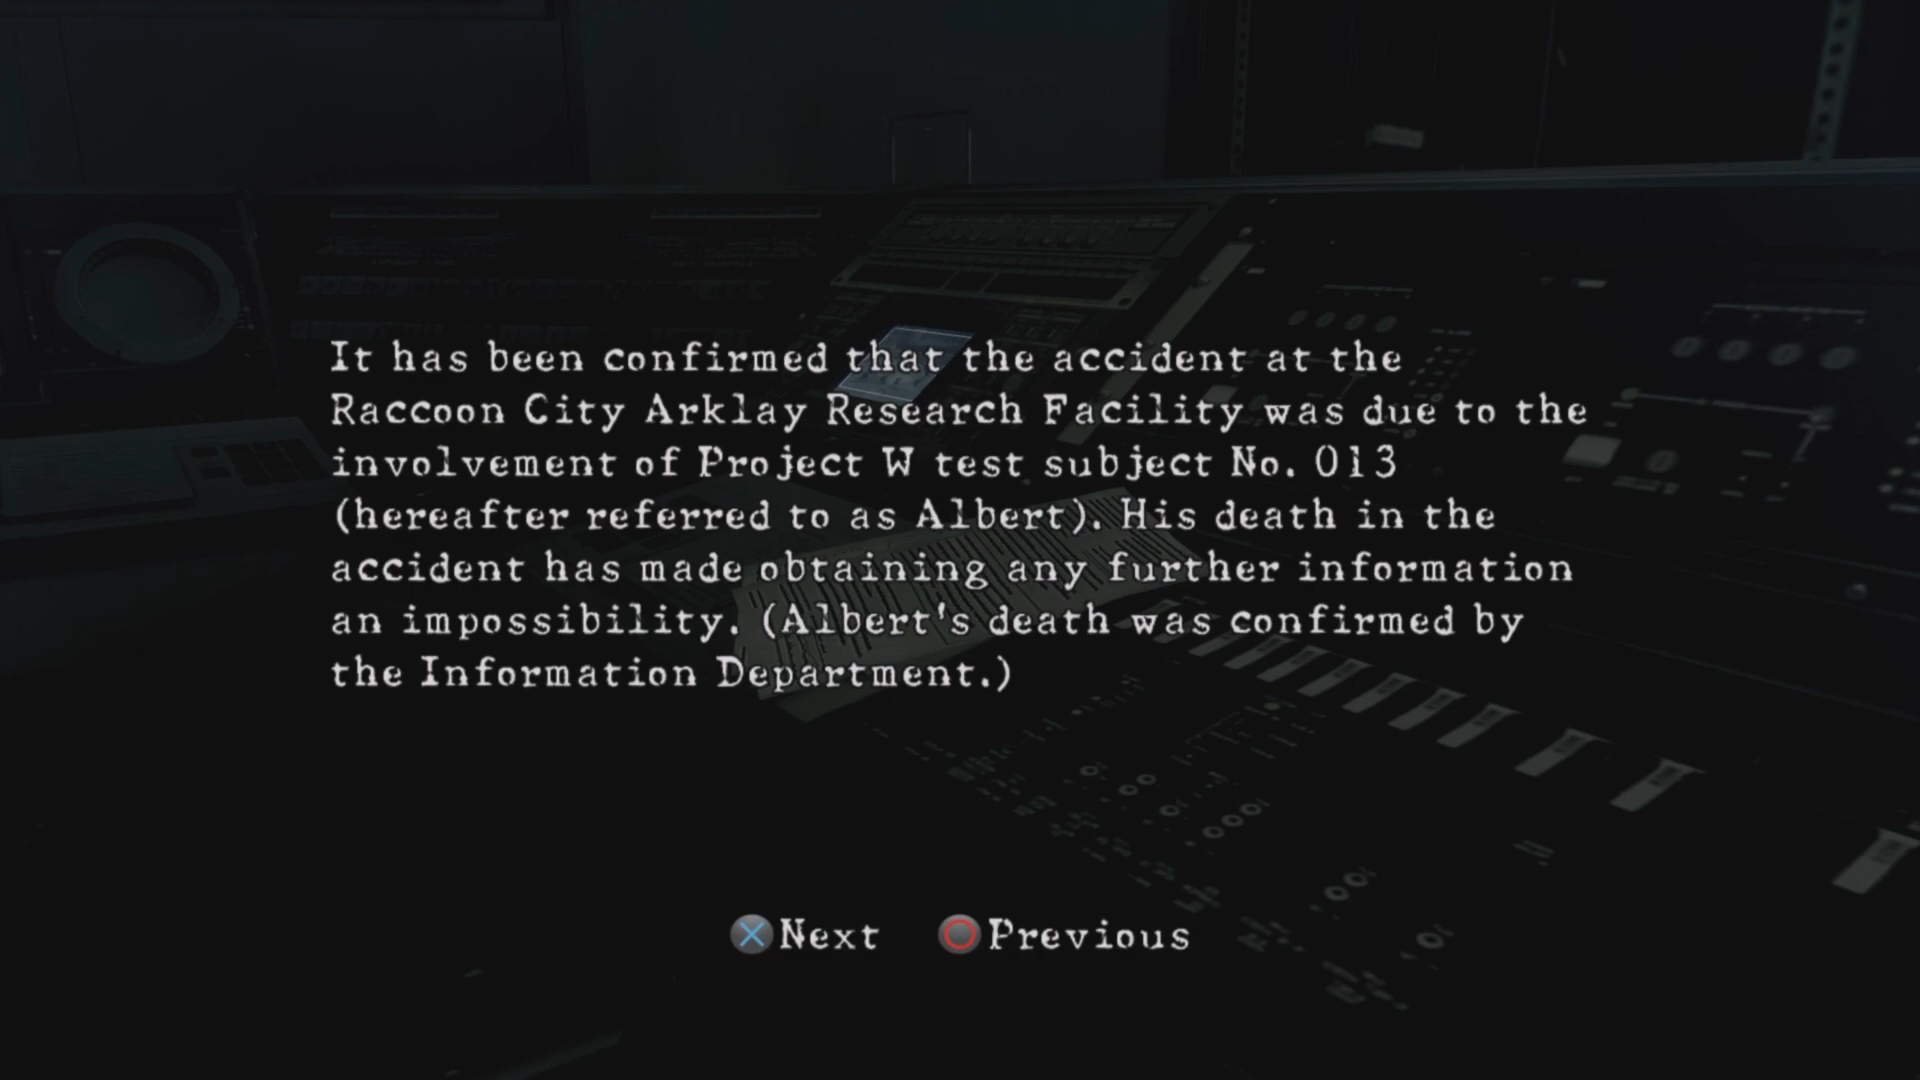 It has been confirmed that the accident at the
Raccoon City Arklay Research Facility was due to the
involvement of Project W test subject No. 013
(hereafter referred to as Albert). His death in the
accident has made obtaining any further information
an impossibility. (Albert's death was confirmed by
the Information Department.)
Next Previous